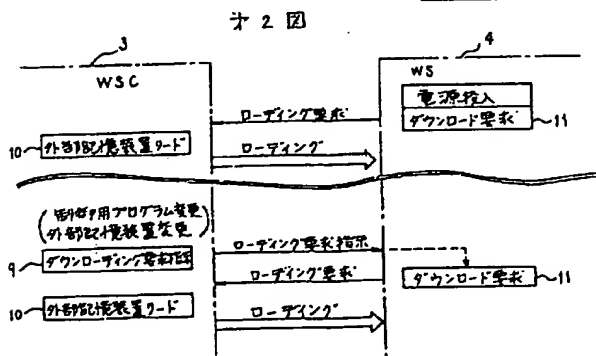 第2図
3
WSC
4
WS
電源投入
ダウンロード要求
11
ローディング要求
10
外部記憶装置リード
ローディング
制御用プログラム変更
外部記憶装置変更
9
ダウンローディング要求指示
ローディング要求指示
ローディング要求
ダウンロード要求
11
10
外部記憶装置リード
ローディング